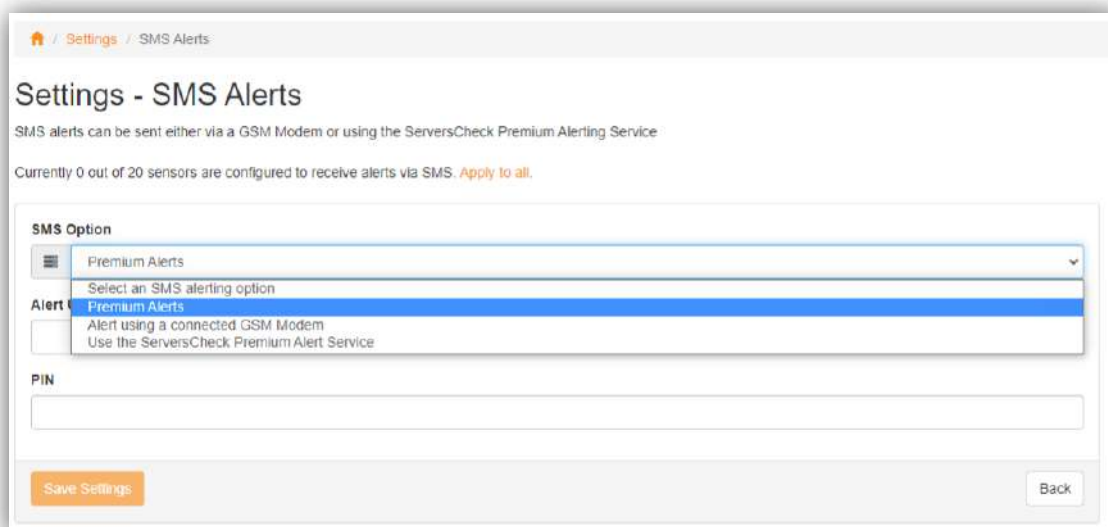 / Settings / SMS Alerts
Settings - SMS Alerts
SMS alerts can be sent either via a GSM Modem or using the ServersCheck Premium Alerting Service
Currently 0 out of 20 sensors are configured to receive alerts via SMS. Apply to all.
SMS Option
Premium Alerts
Select an SMS alerting option
Alert
Premium Alerts
Alert using a connected GSM Modem
Use the ServersCheck Premium Alert Service
PIN
Save Settings
Back